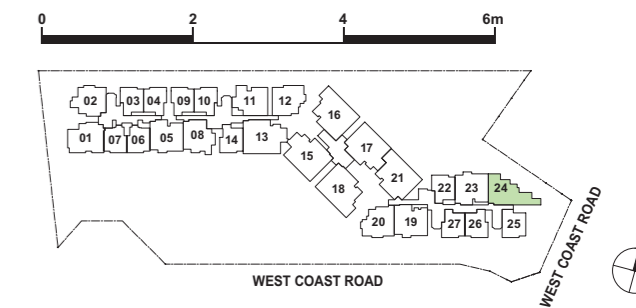 0 2 4 6m
02 03 04 09 10 11 12
01 07 06 05 08 14 13
16
15 17
18 21
22 23 24
20 19 27 26 25
WEST COAST ROAD
WEST COAST ROAD